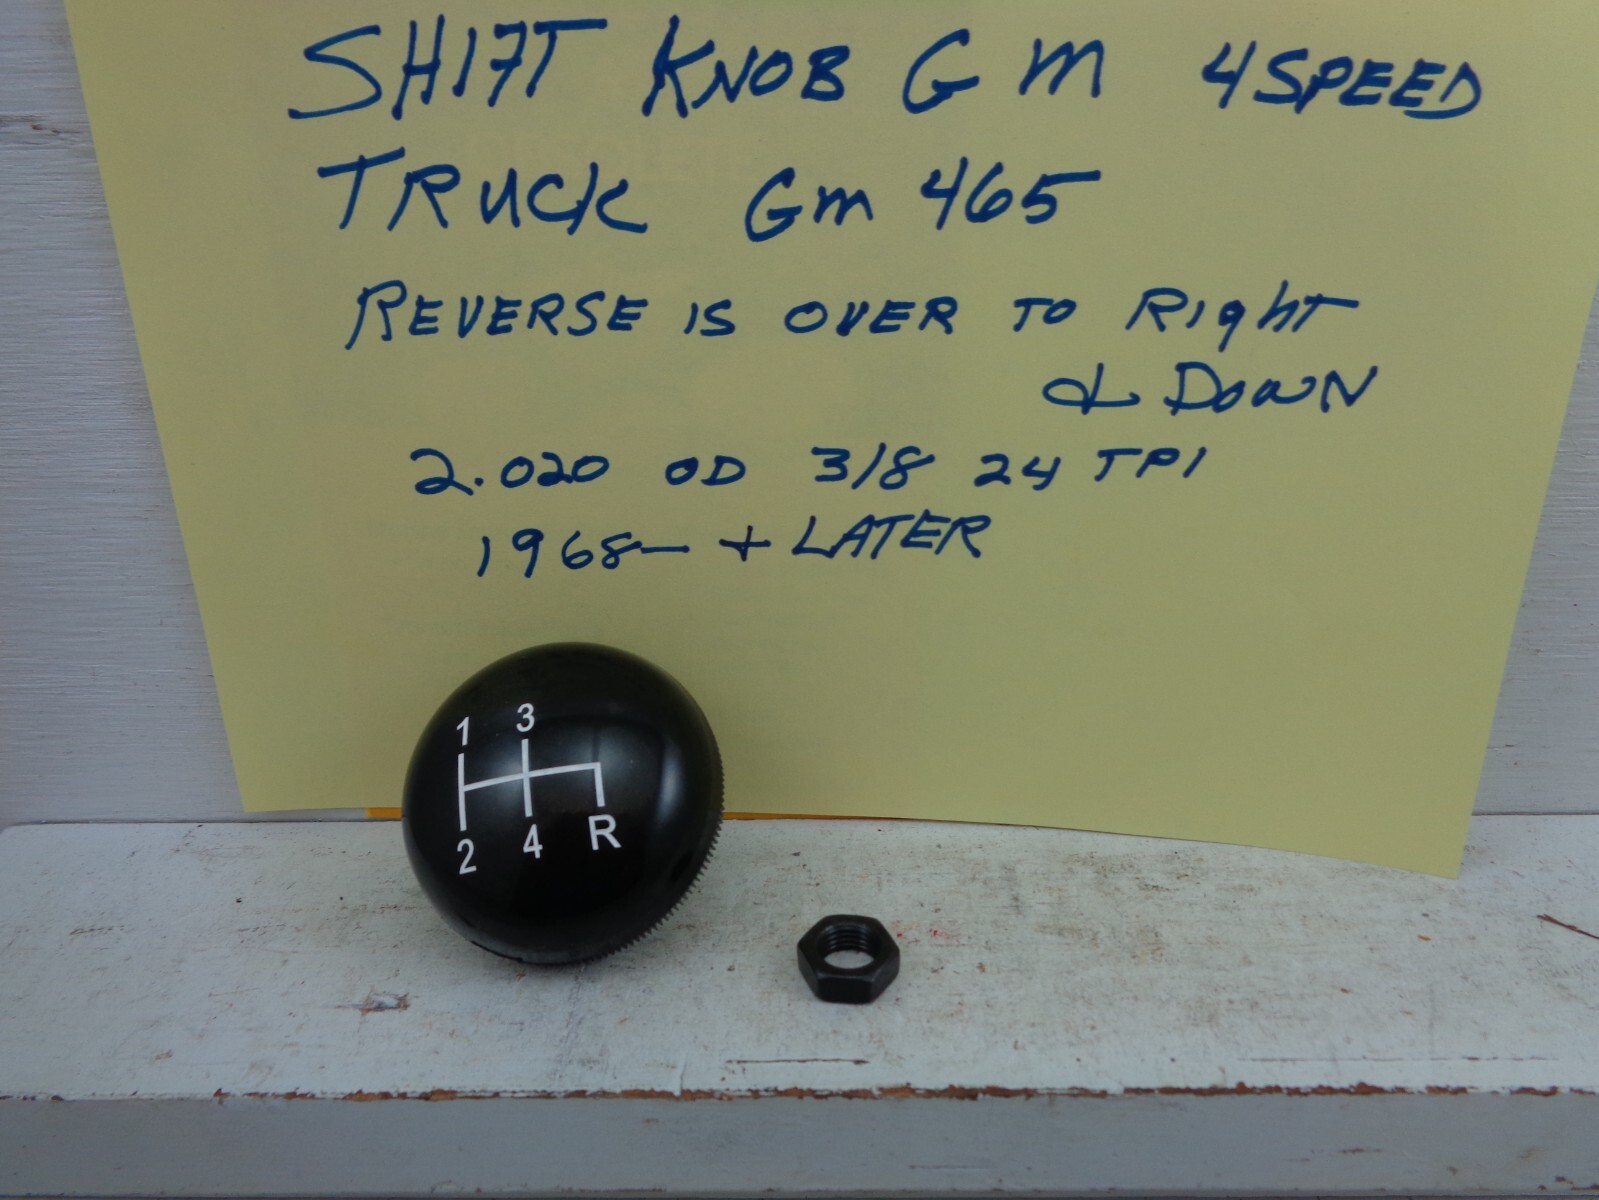 SHIFT KNOB GM 4SPEED
TRUCK Gm 465
REVERSE IS OVER TO Right
& DOWN
2.020 OD 3/8 24 TPI
1968- + LATER
1 3
2 4 R